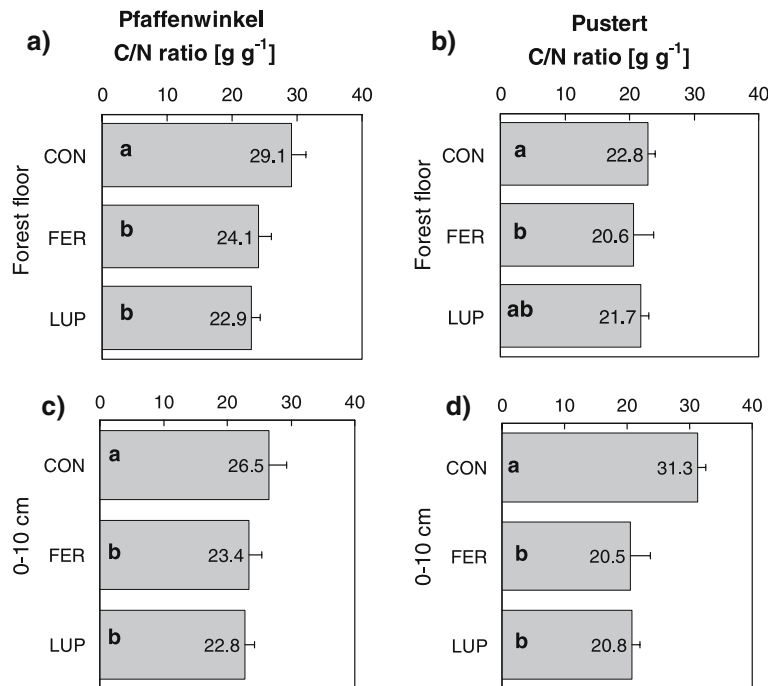 Pfaffenwinkel
a) C/N ratio [g g⁻¹]
0 10 20 30 40
Forest floor
CON a 29.1
FER b 24.1
LUP b 22.9
Pustert
b) C/N ratio [g g⁻¹]
0 10 20 30 40
Forest floor
CON a 22.8
FER b 20.6
LUP ab 21.7
c) 0 10 20 30 40
0-10 cm
CON a 26.5
FER b 23.4
LUP b 22.8
d) 0 10 20 30 40
0-10 cm
CON a 31.3
FER b 20.5
LUP b 20.8